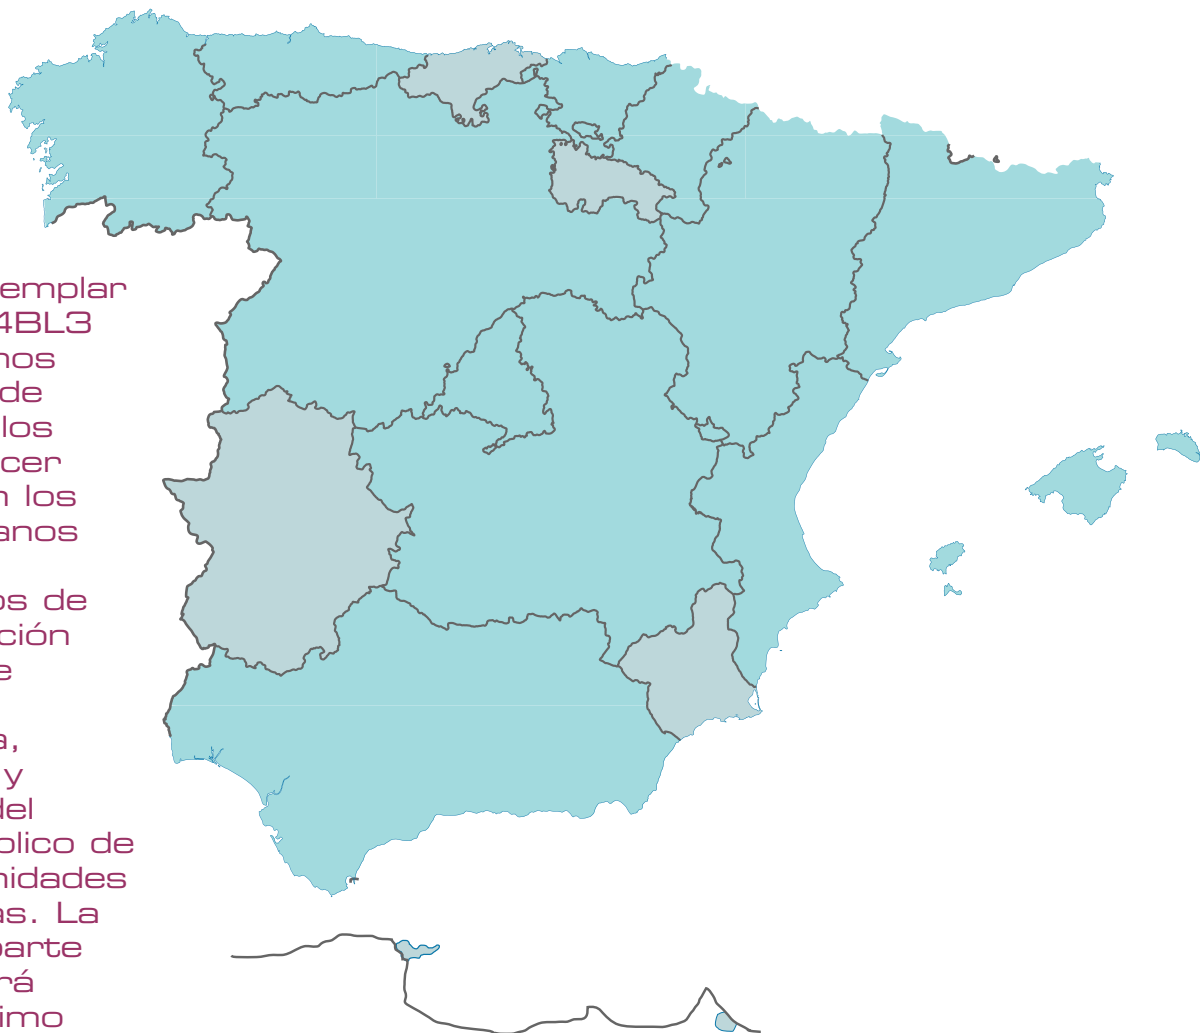 emplar
4BL3
nos
de
los
cer
n los
anos
os de
ción
e
a,
y
del
olico de
nidades
as. La
parte
rá
imo